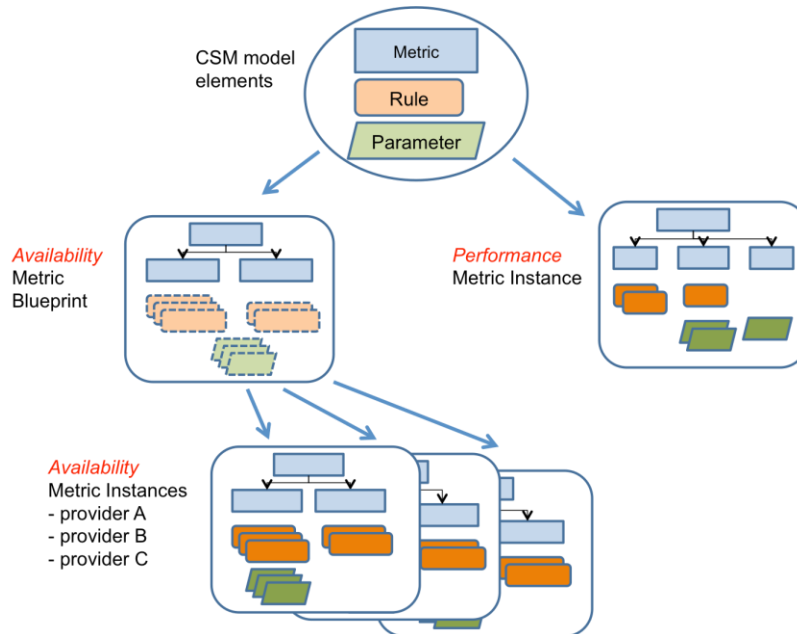 CSM model
elements
Metric
Rule
Parameter
Availability
Metric
Blueprint
Performance
Metric Instance
Availability
Metric Instances
- provider A
- provider B
- provider C